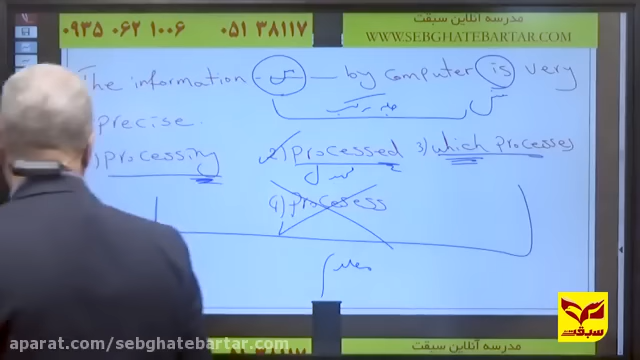 مدرسه آنلاین سبقت
۰۹۳۵ ۰۶۲ ۱۰۰۶
۰۵۱ ۳۸۱۱۷
WWW.SEBGHATEBARTAR.COM
The information by computer is very
precise.
1) processing 2) processed 3) which processes
4) processess
سبقت
مدرسه آنلاین سبقت
aparat.com/sebghatebartar.com